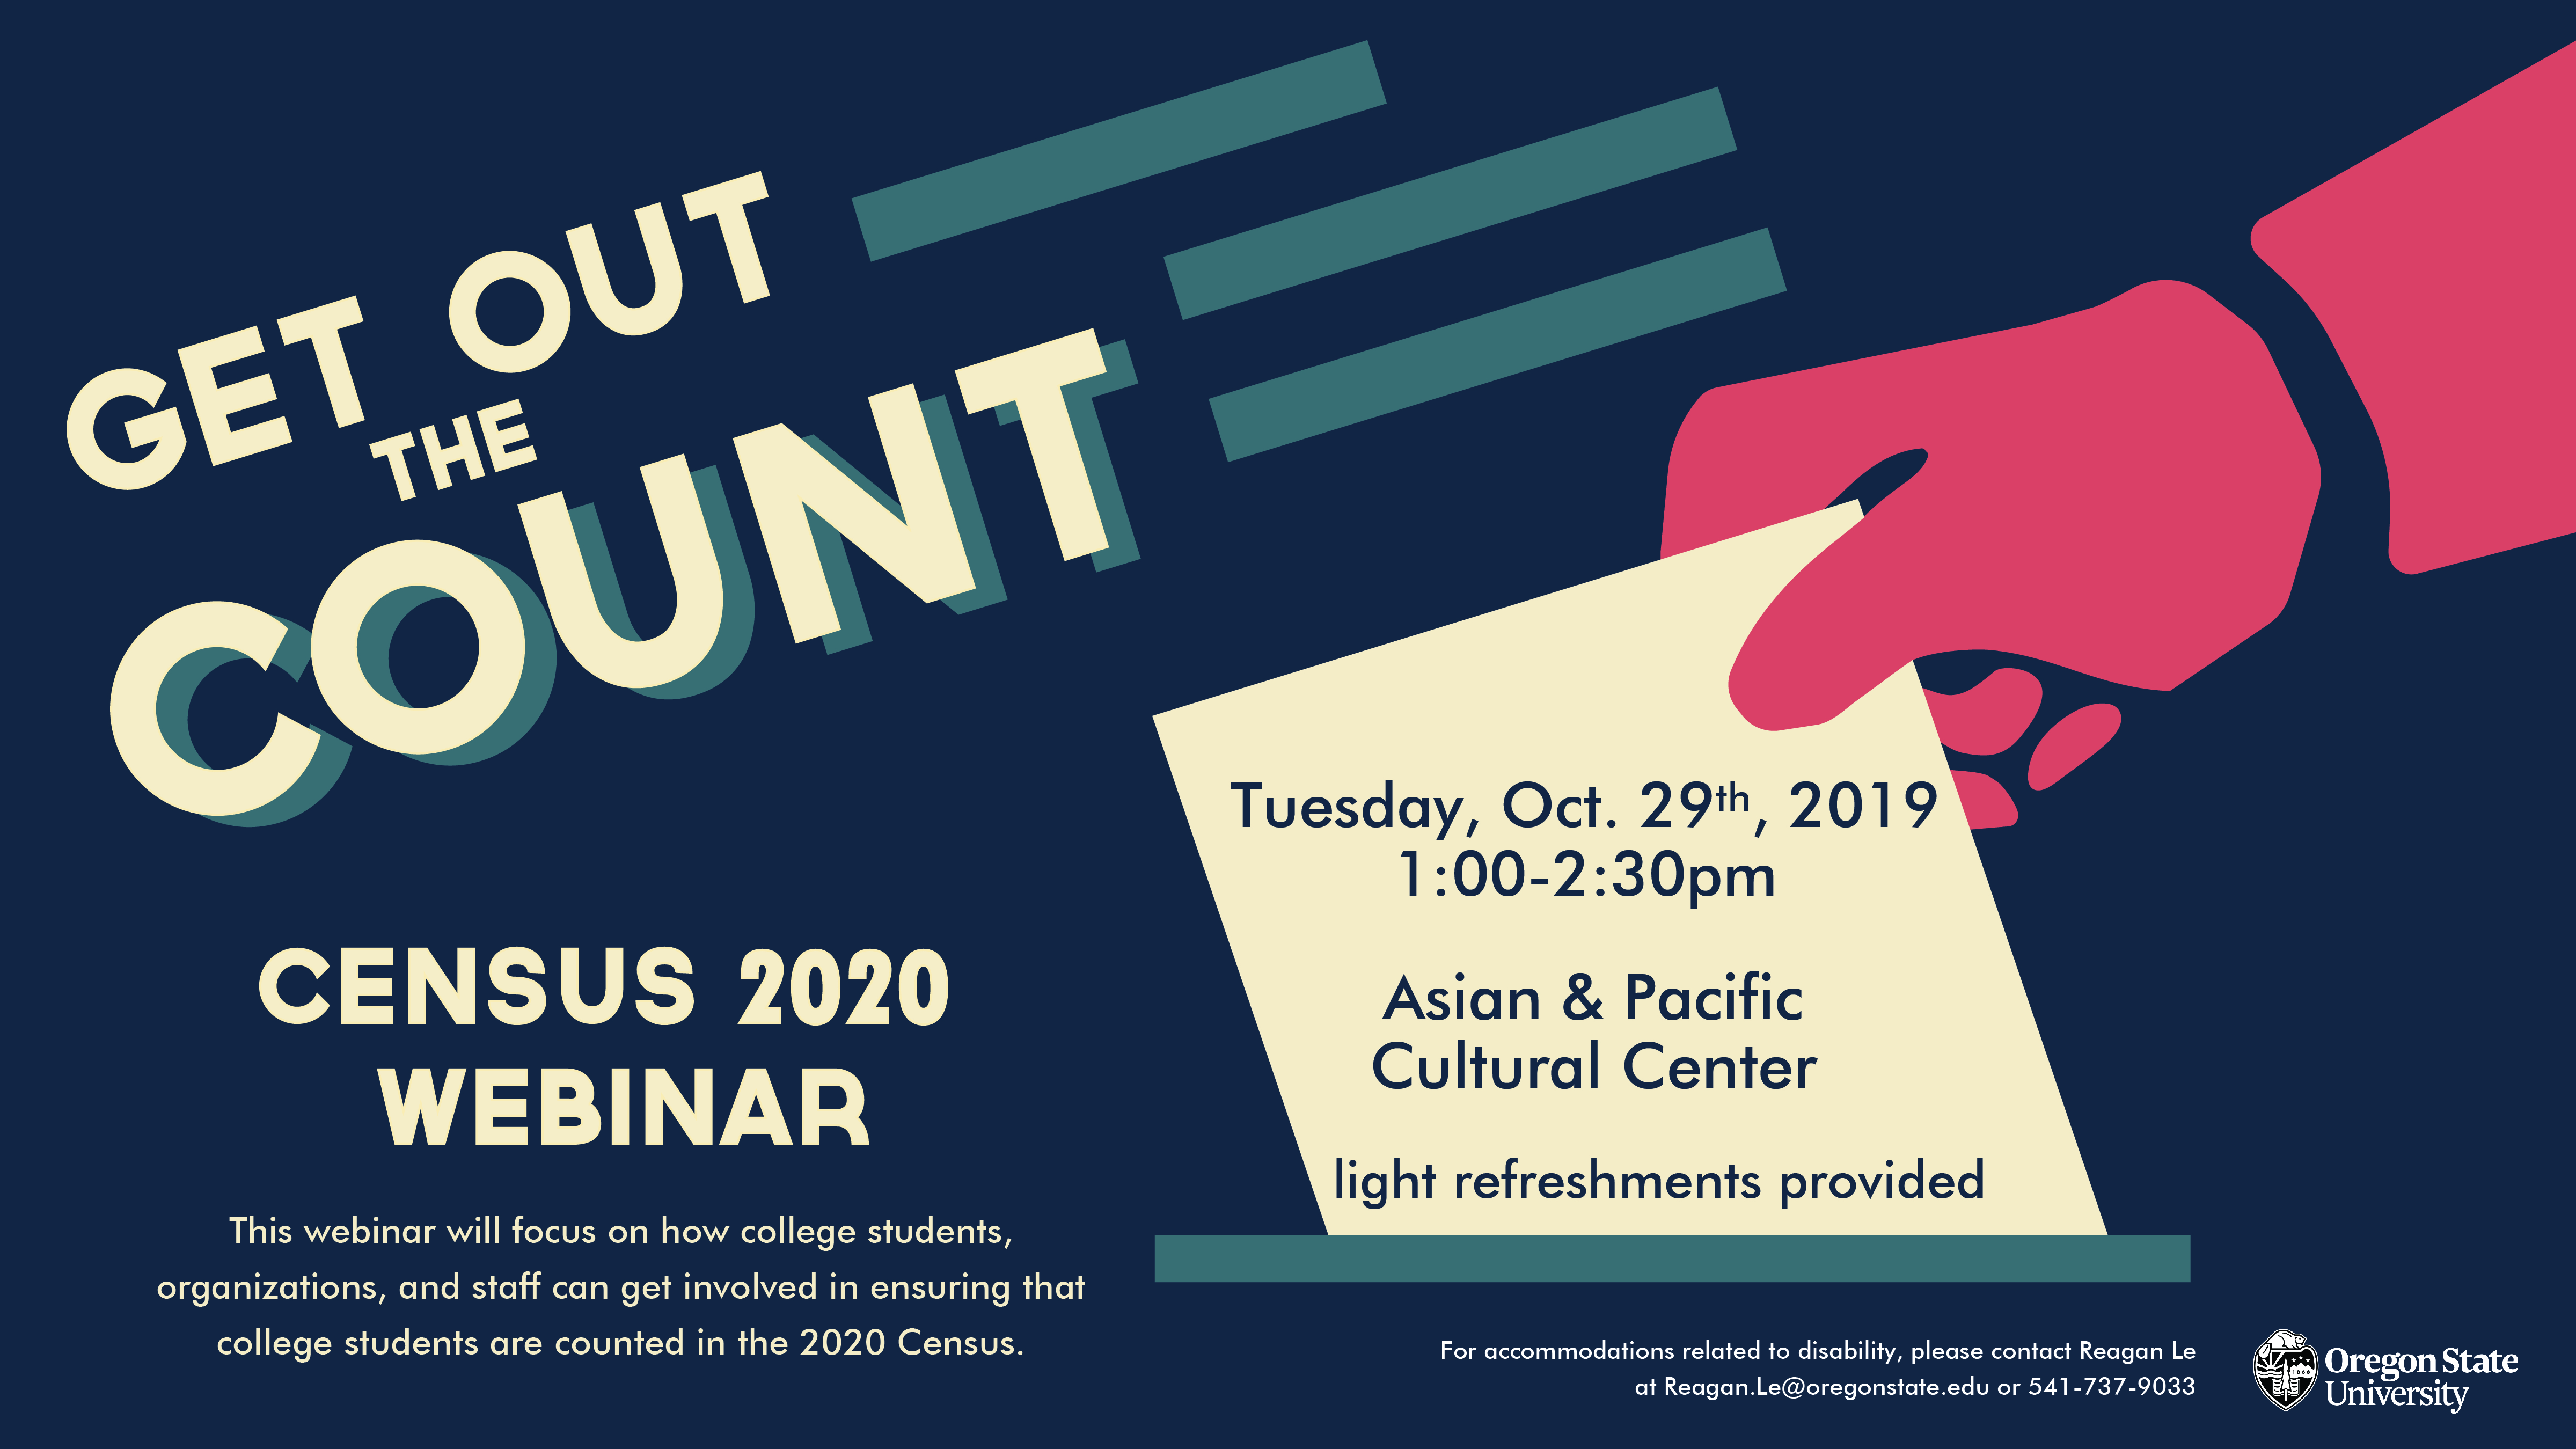 GET OUT
THE
COUNT
CENSUS 2020
WEBINAR
This webinar will focus on how college students,
organizations, and staff can get involved in ensuring that
college students are counted in the 2020 Census.
Tuesday, Oct. 29th, 2019
1:00-2:30pm
Asian & Pacific
Cultural Center
light refreshments provided
For accommodations related to disability, please contact Reagan Le
at Reagan.Le@oregonstate.edu or 541-737-9033
Oregon State
University